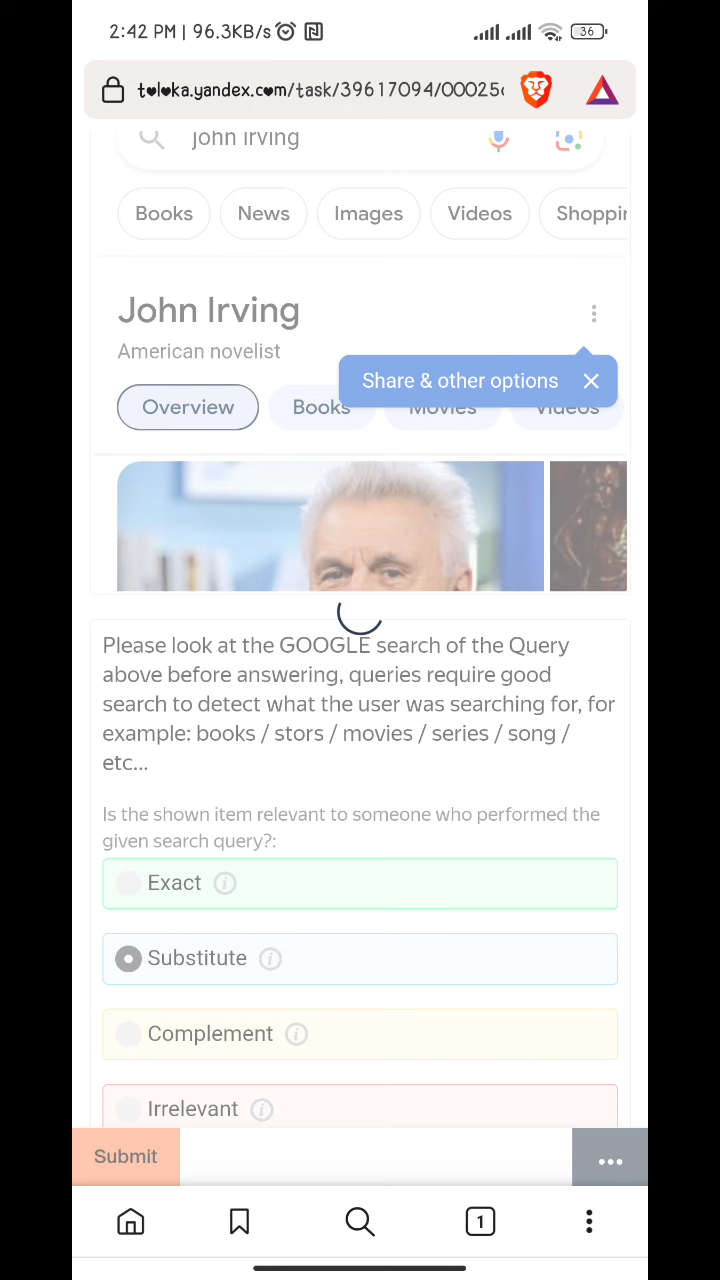 2:42 PM | 96.3KB/s
36
toloka.yandex.com/task/39617094/00025
john irving
Books News Images Videos Shoppin
John Irving
American novelist
Share & other options
Overview Books Movies Videos
Please look at the GOOGLE search of the Query
above before answering, queries require good
search to detect what the user was searching for, for
example: books / stors / movies / series / song /
etc...
Is the shown item relevant to someone who performed the
given search query?:
Exact
Substitute
Complement
Irrelevant
Submit
1